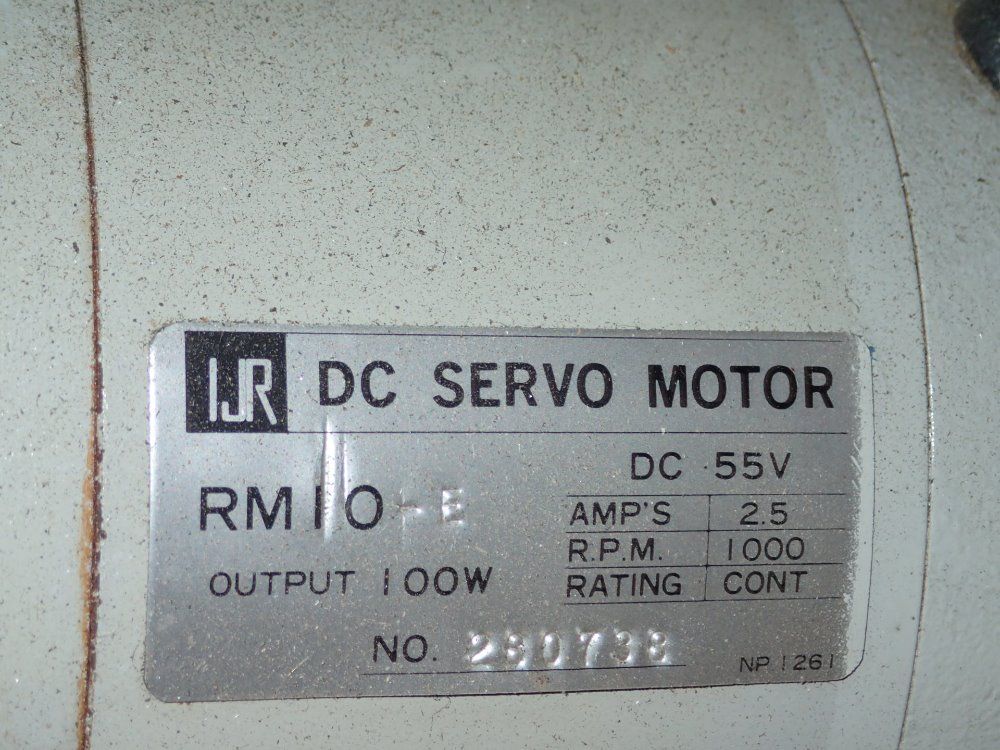 IJR DC SERVO MOTOR
DC 55V
RM10-E
AMP'S 2.5
R.P.M. 1000
OUTPUT 100W
RATING CONT
NO. 280738
NP 1261